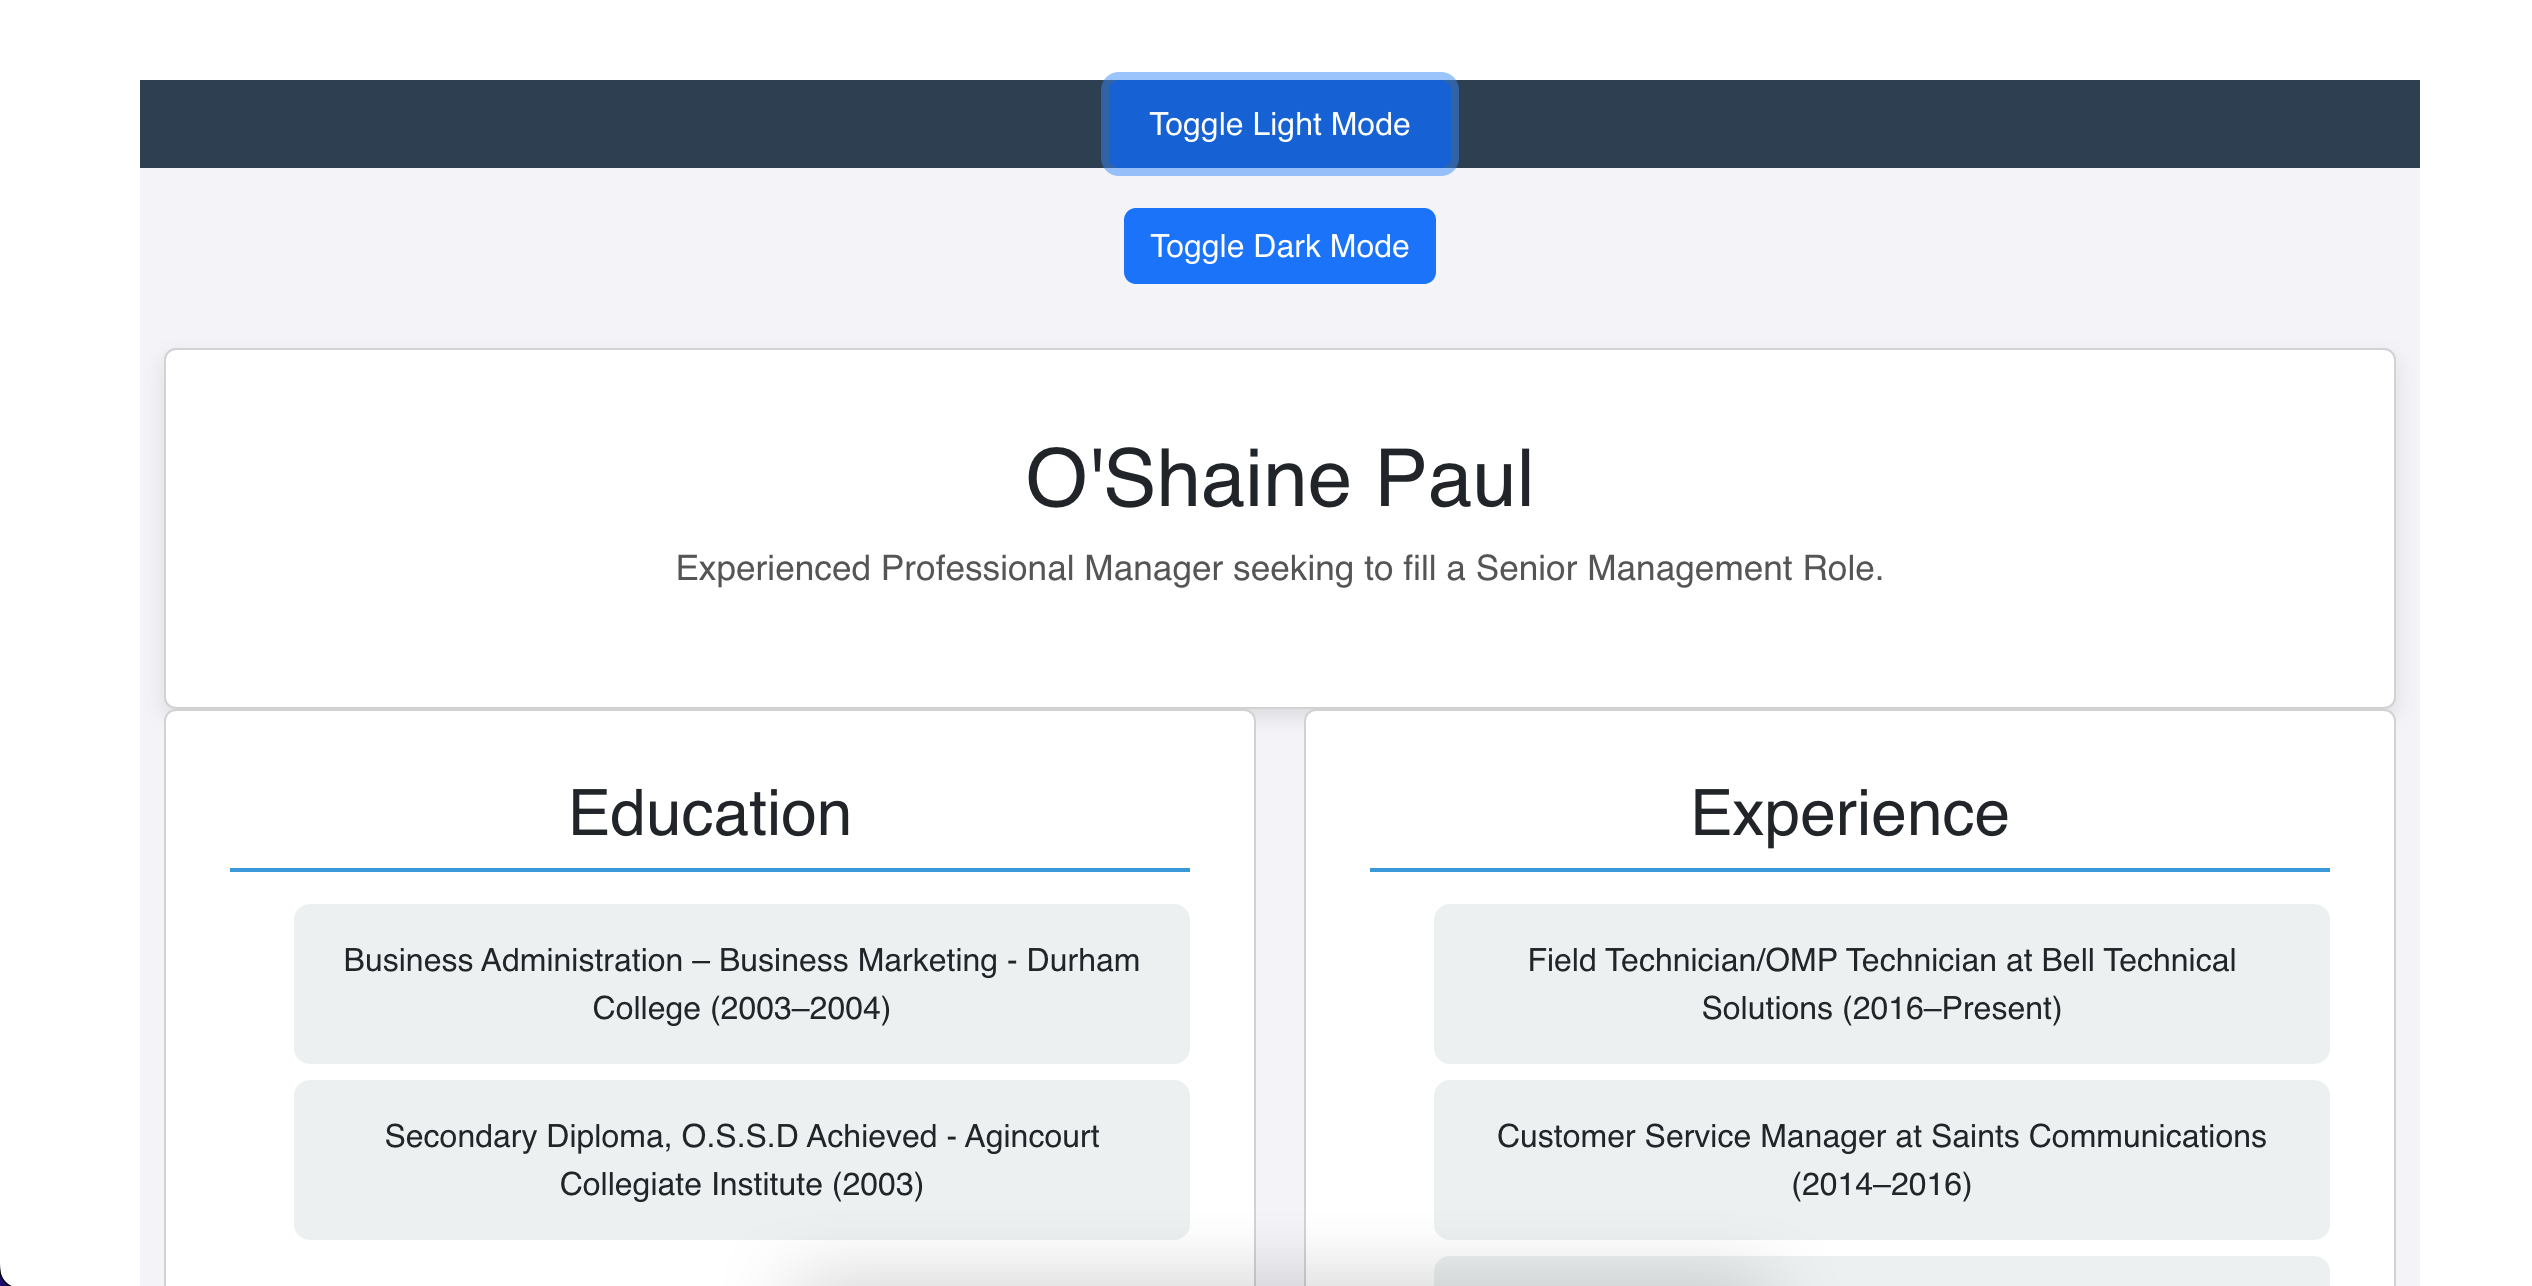 Toggle Light Mode
Toggle Dark Mode
O'Shaine Paul
Experienced Professional Manager seeking to fill a Senior Management Role.
Education
Business Administration – Business Marketing - Durham
College (2003–2004)
Secondary Diploma, O.S.S.D Achieved - Agincourt
Collegiate Institute (2003)
Experience
Field Technician/OMP Technician at Bell Technical
Solutions (2016–Present)
Customer Service Manager at Saints Communications
(2014–2016)